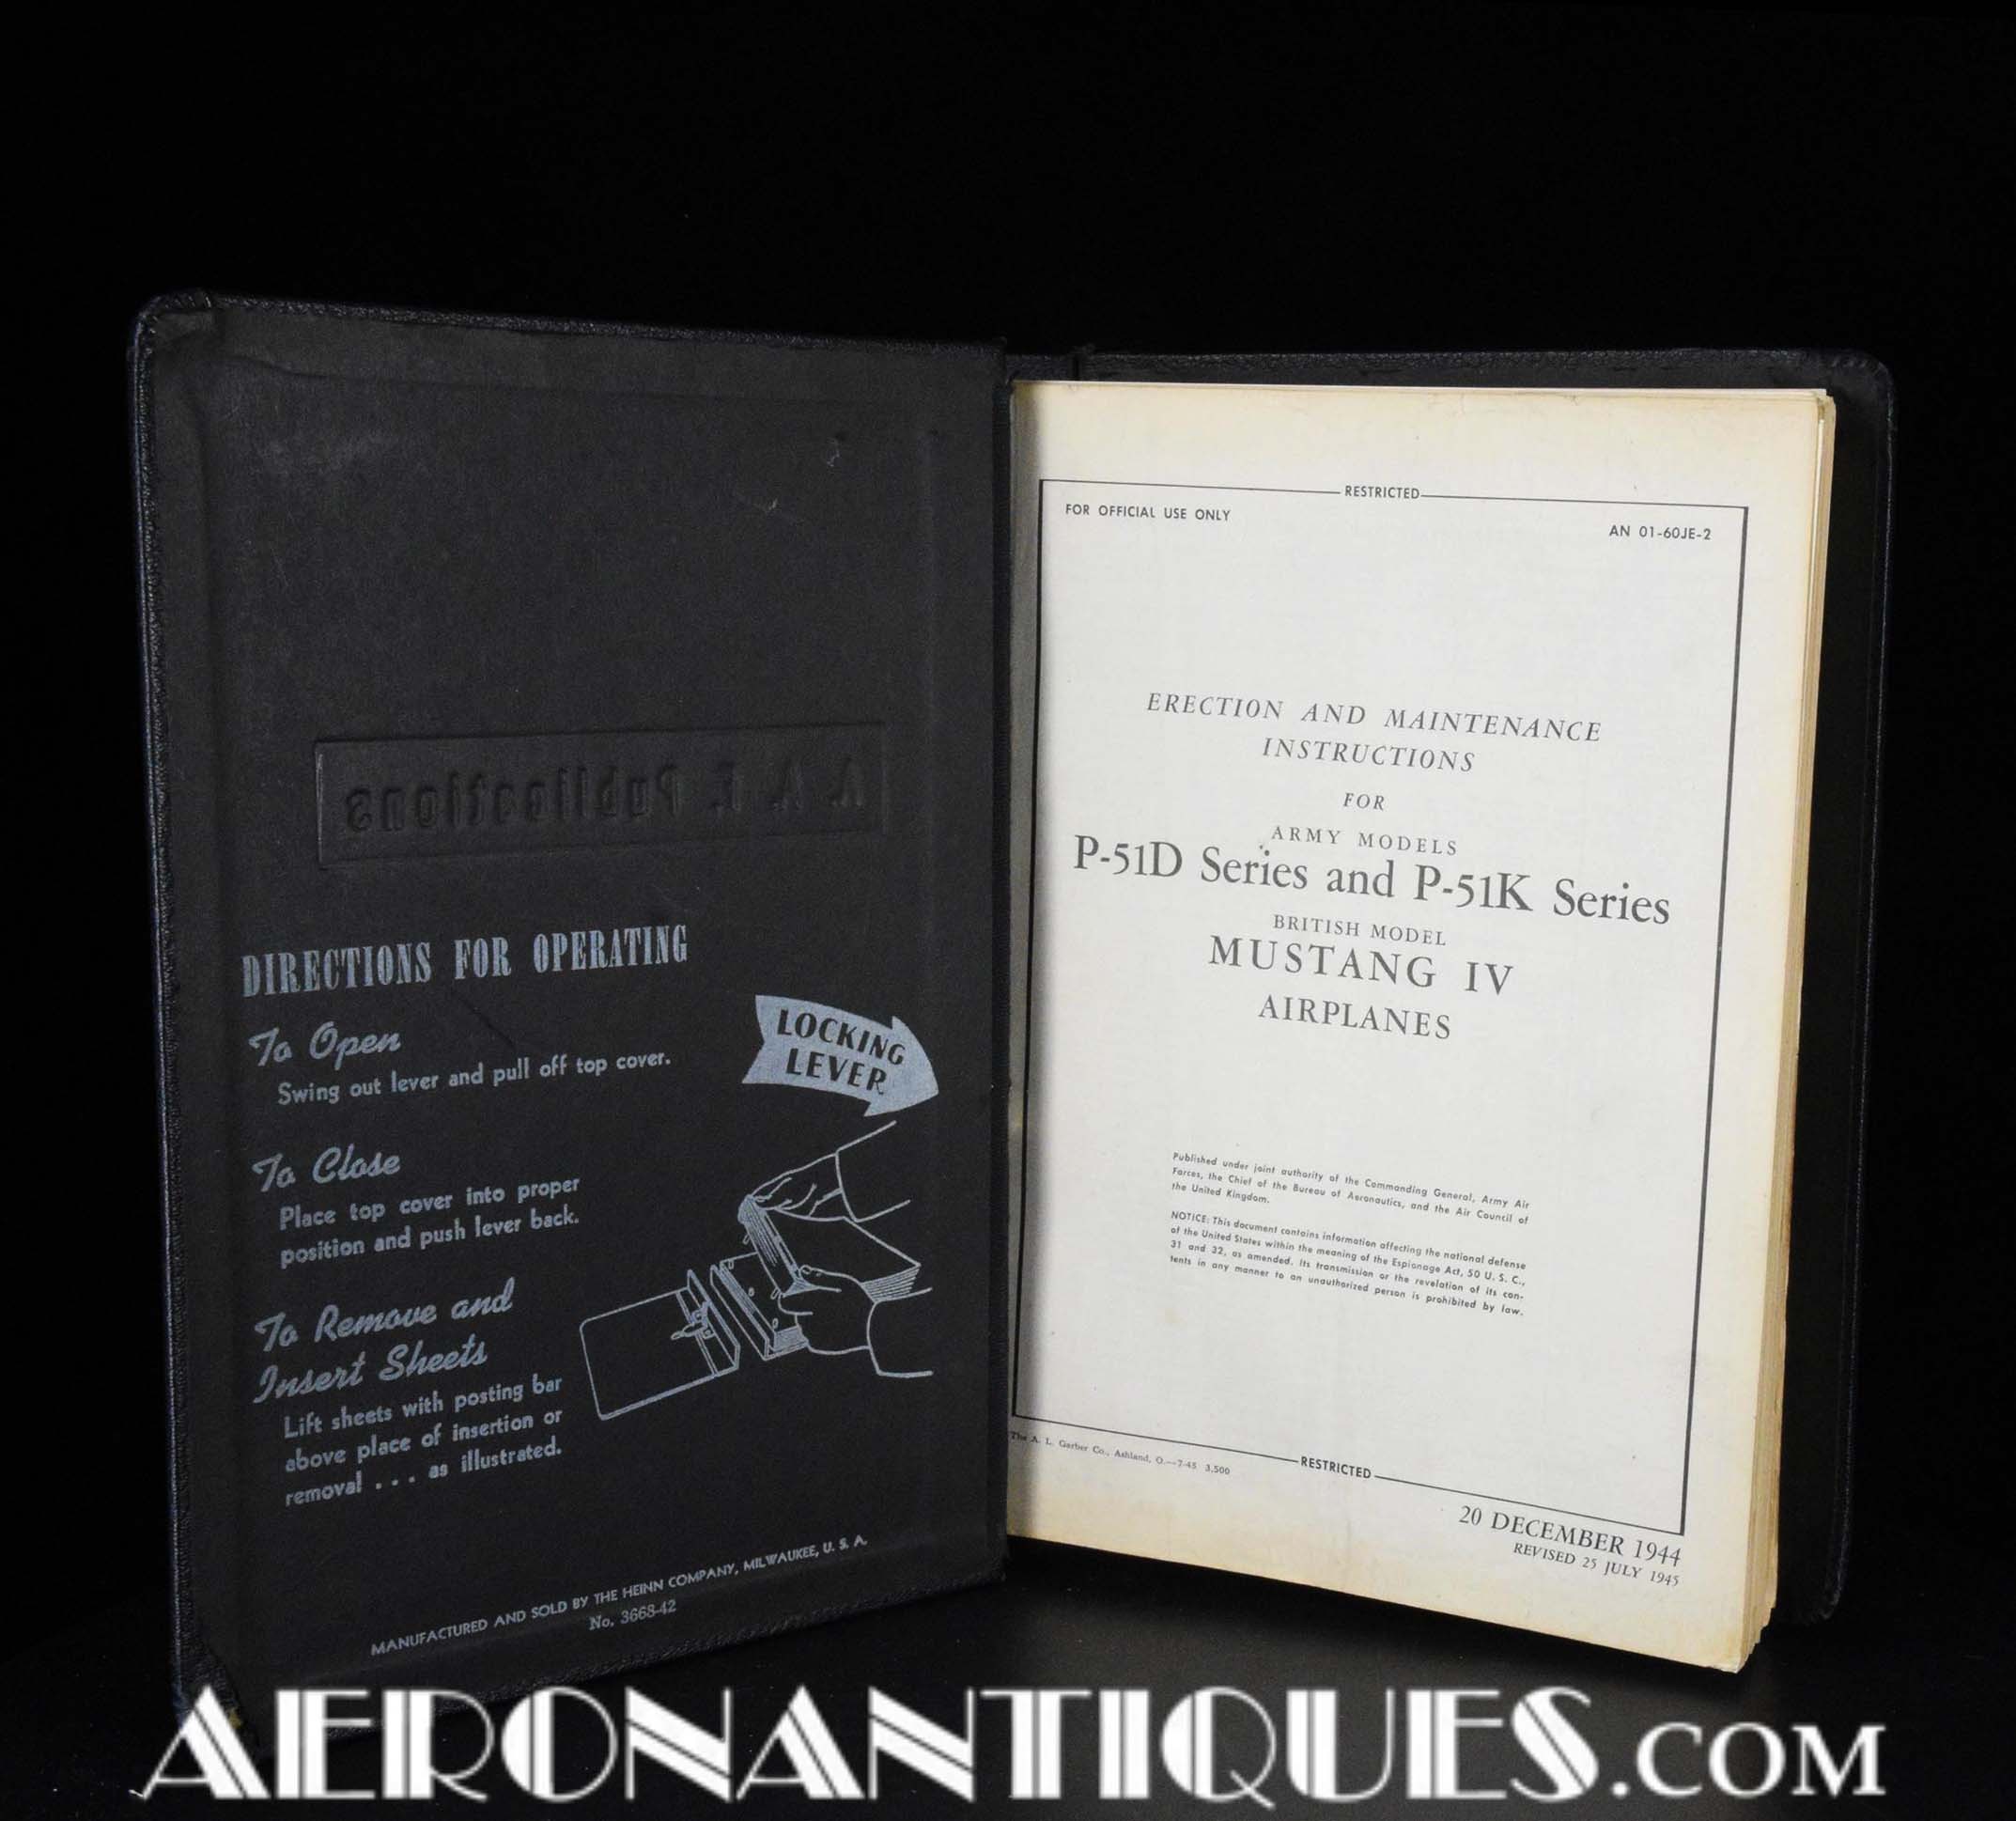 A. A. F. Publications
DIRECTIONS FOR OPERATING
To Open
Swing out lever and pull off top cover.
LOCKING
LEVER
To Close
Place top cover into proper
position and push lever back.
To Remove and
Insert Sheets
Lift sheets with posting bar
above place of insertion or
removal . . . as illustrated.
MANUFACTURED AND SOLD BY THE HEINN COMPANY, MILWAUKEE, U. S. A.
No. 3668-42
RESTRICTED
FOR OFFICIAL USE ONLY
AN 01-60JE-2
ERECTION AND MAINTENANCE
INSTRUCTIONS
FOR
ARMY MODELS
P-51D Series and P-51K Series
BRITISH MODEL
MUSTANG IV
AIRPLANES
Published under joint authority of the Commanding General, Army Air
Forces, the Chief of the Bureau of Aeronautics, and the Air Council of
the United Kingdom.
NOTICE: This document contains information affecting the national defense
of the United States within the meaning of the Espionage Act, 50 U. S. C.,
31 and 32, as amended. Its transmission or the revelation of its con-
tents in any manner to an unauthorized person is prohibited by law.
The A. L. Garber Co., Ashland, O.—7-45 3,500
RESTRICTED
20 DECEMBER 1944
REVISED 25 JULY 1945
AERONANTIQUES.COM